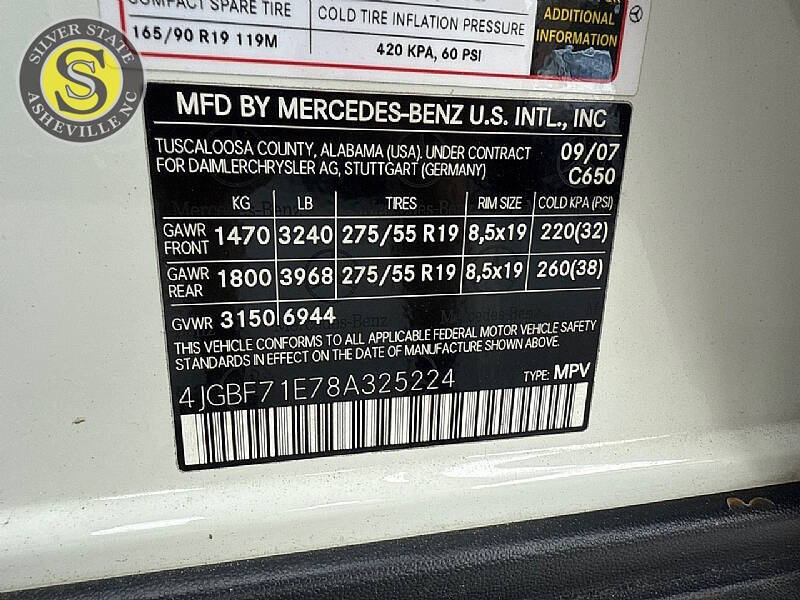 COMPACT SPARE TIRE
165/90 R19 119M
COLD TIRE INFLATION PRESSURE
420 KPA, 60 PSI
ADDITIONAL
INFORMATION
SILVER STATE
S
ASHEVILLE NC
MFD BY MERCEDES-BENZ U.S. INTL., INC
TUSCALOOSA COUNTY, ALABAMA (USA). UNDER CONTRACT 09/07
FOR DAIMLERCHRYSLER AG, STUTTGART (GERMANY) C650
KG LB TIRES RIM SIZE COLD KPA (PSI)
GAWR FRONT 1470 3240 275/55 R19 8,5x19 220(32)
GAWR REAR 1800 3968 275/55 R19 8,5x19 260(38)
GVWR 3150 6944
THIS VEHICLE CONFORMS TO ALL APPLICABLE FEDERAL MOTOR VEHICLE SAFETY
STANDARDS IN EFFECT ON THE DATE OF MANUFACTURE SHOWN ABOVE.
4JGBF71E78A325224 TYPE: MPV